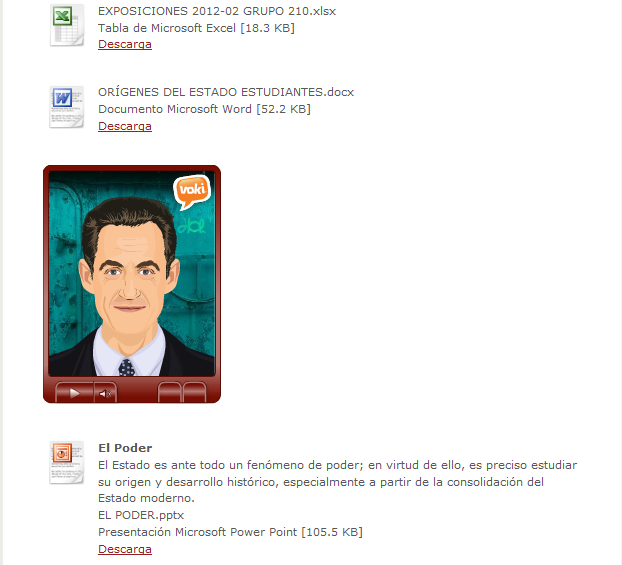 EXPOSICIONES 2012-02 GRUPO 210.xlsx
Tabla de Microsoft Excel [18.3 KB]
Descarga
ORÍGENES DEL ESTADO ESTUDIANTES.docx
Documento Microsoft Word [52.2 KB]
Descarga
voki
El Poder
El Estado es ante todo un fenómeno de poder; en virtud de ello, es preciso estudiar
su origen y desarrollo histórico, especialmente a partir de la consolidación del
Estado moderno.
EL PODER.pptx
Presentación Microsoft Power Point [105.5 KB]
Descarga